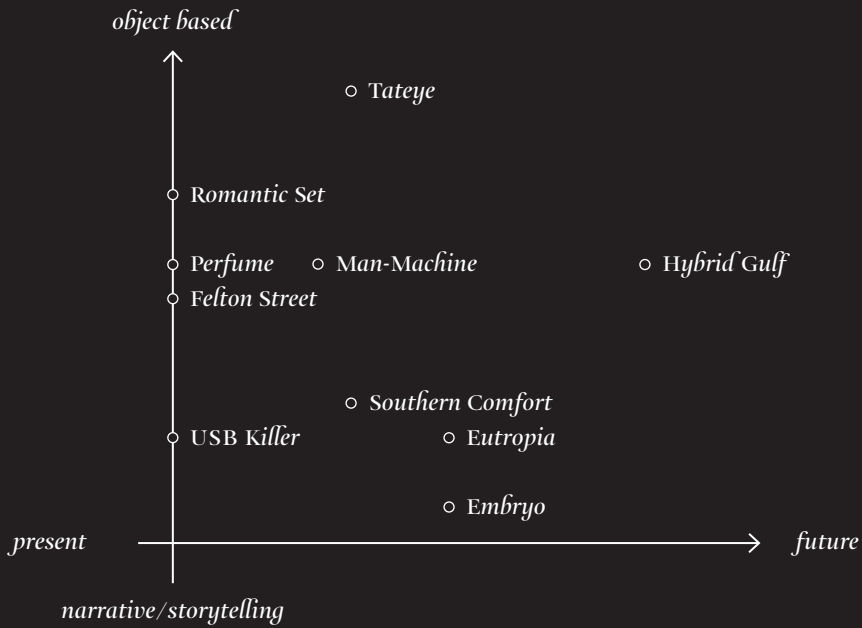 object based
Tateye
Romantic Set
Perfume
Man-Machine
Hybrid Gulf
Felton Street
Southern Comfort
USB Killer
Eutropia
Embryo
present
future
narrative/storytelling